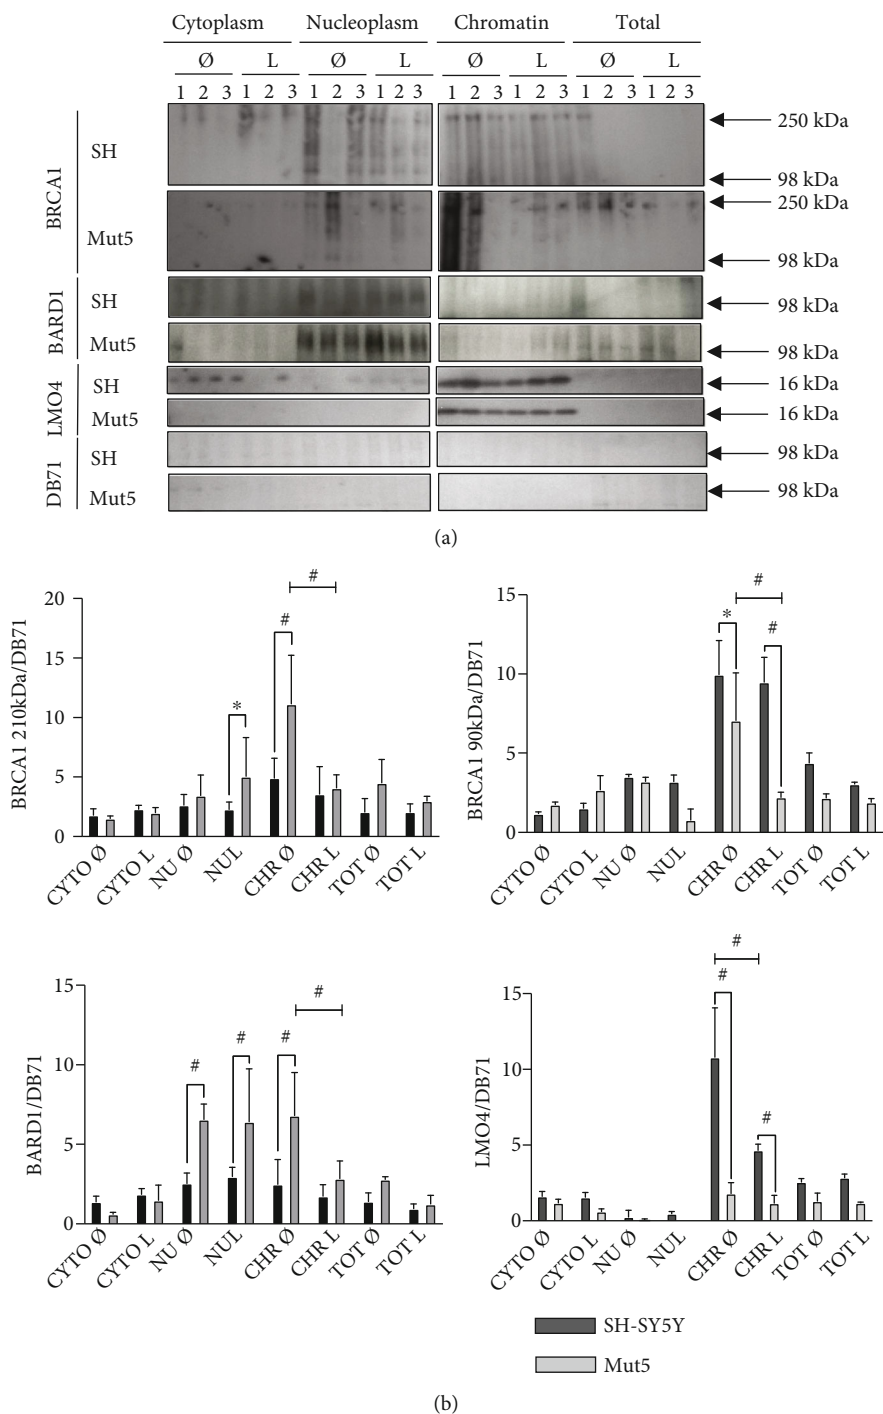 Cytoplasm Nucleoplasm Chromatin Total
Ø L Ø L Ø L Ø L
1 2 3 1 2 3 1 2 3 1 2 3 1 2 3 1 2 3 1 2 3 1 2 3
BRCA1
SH
250 kDa
98 kDa
Mut5
250 kDa
98 kDa
BARD1
SH
98 kDa
Mut5
98 kDa
LMO4
SH
16 kDa
Mut5
16 kDa
DB71
SH
98 kDa
Mut5
98 kDa
(a)
BRCA1 210kDa/DB71
20
15
10
5
0
#
#
*
CYTO Ø CYTO L NU Ø NUL CHR Ø CHR L TOT Ø TOT L
BRCA1 90kDa/DB71
15
10
5
0
#
*
#
CYTO Ø CYTO L NU Ø NUL CHR Ø CHR L TOT Ø TOT L
BARD1/DB71
15
10
5
0
#
#
#
#
CYTO Ø CYTO L NU Ø NUL CHR Ø CHR L TOT Ø TOT L
LMO4/DB71
15
10
5
0
#
#
#
CYTO Ø CYTO L NU Ø NUL CHR Ø CHR L TOT Ø TOT L
SH-SY5Y
Mut5
(b)